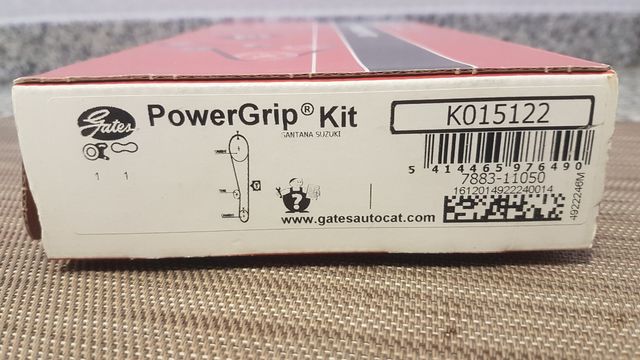 Gates
PowerGrip® Kit
SANTANA SUZUKI
K015122
5 414465 976490
7883-11050
1612014922240014
4922246M
1 1
?
www.gatesautocat.com